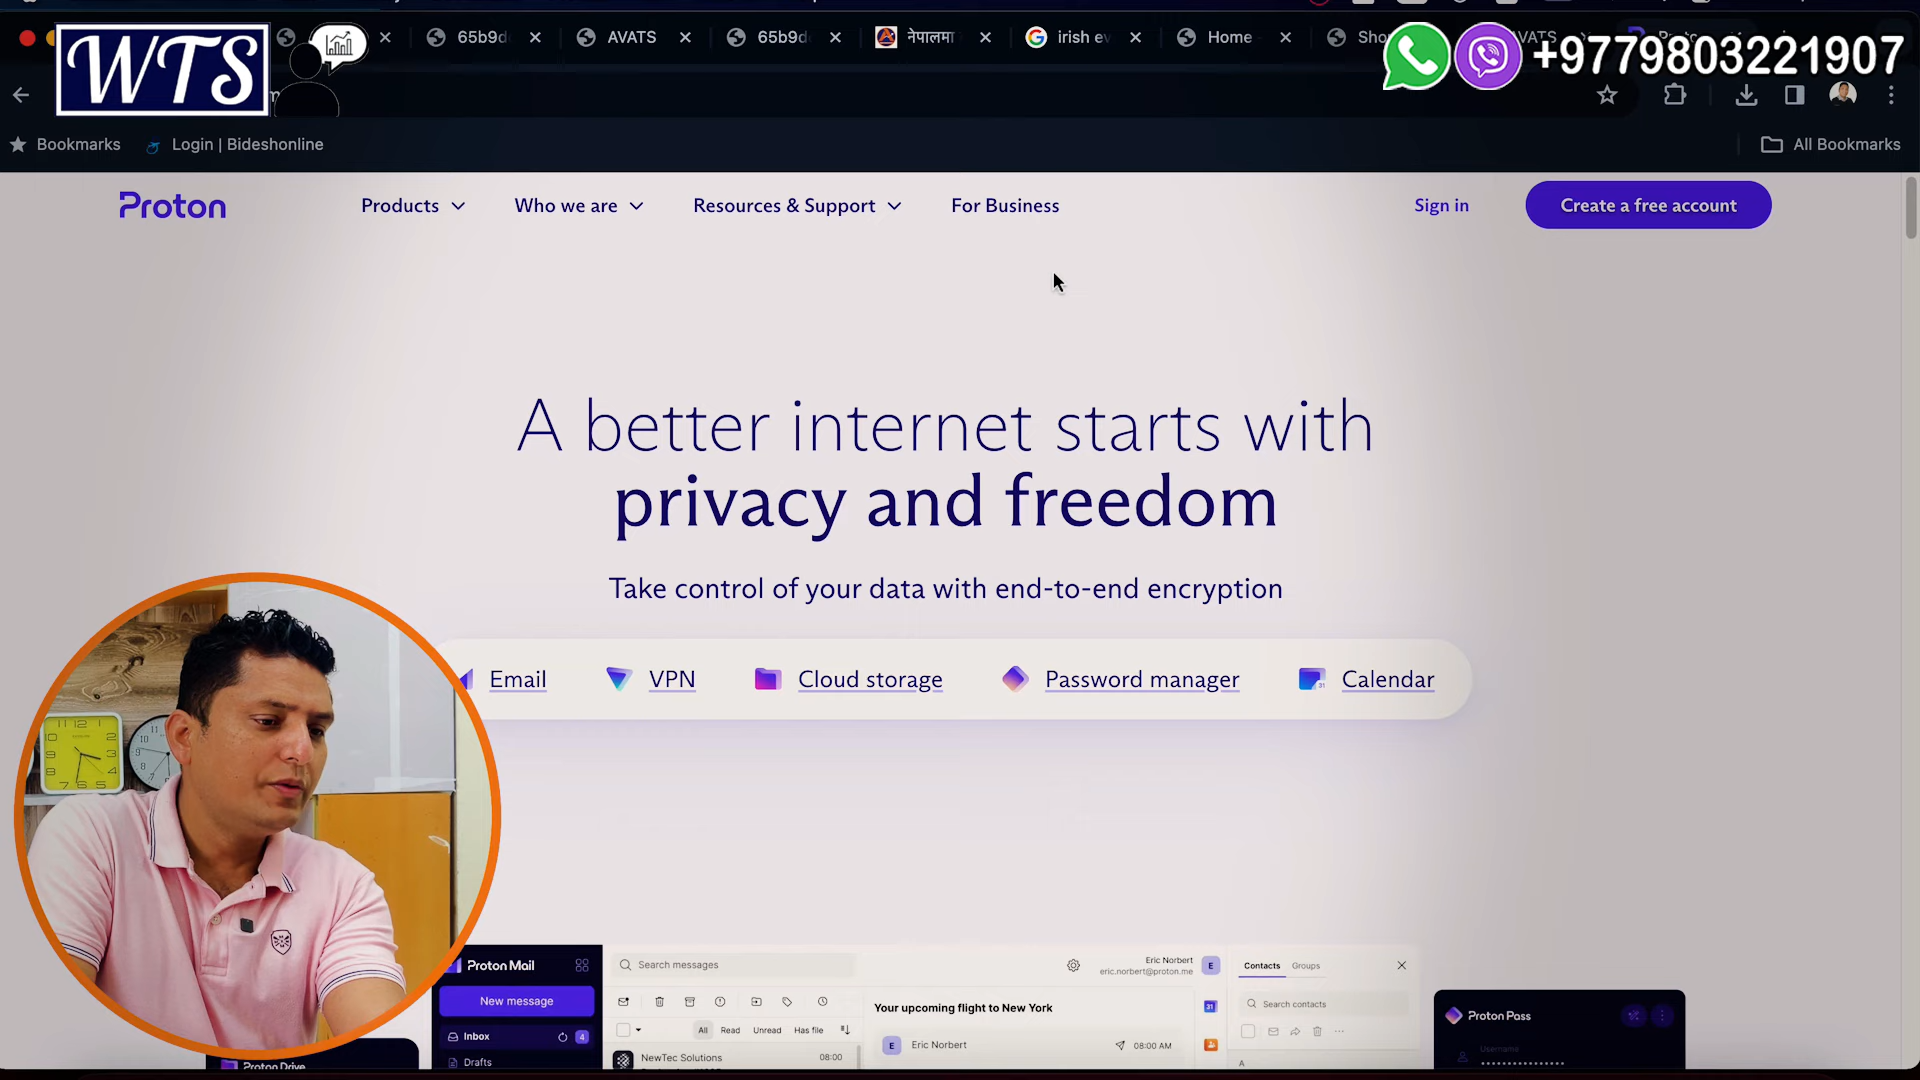 WTS
65b9d
AVATS
65b9d
नेपालमा
irish ev
Home
Sho
+9779803221907
Bookmarks
Login | Bideshonline
All Bookmarks
Proton
Products
Who we are
Resources & Support
For Business
Sign in
Create a free account
A better internet starts with
privacy and freedom
Take control of your data with end-to-end encryption
Email
VPN
Cloud storage
Password manager
Calendar
Proton Mail
Search messages
Eric Norbert
eric.norbert@proton.me
E
Contacts
Groups
New message
Your upcoming flight to New York
Search contacts
Inbox
4
All
Read
Unread
Has file
E
Eric Norbert
08:00 AM
Proton Pass
Drafts
NewTec Solutions
08:00
A
Username
Proton Drive